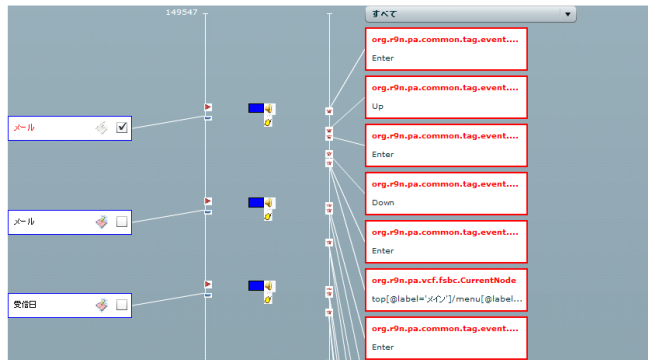 149547
すべて
org.r9n.pa.common.tag.event....
Enter
org.r9n.pa.common.tag.event....
Up
メール
org.r9n.pa.common.tag.event....
Enter
org.r9n.pa.common.tag.event....
Down
メール
org.r9n.pa.common.tag.event....
Enter
org.r9n.pa.vcf.fsbc.CurrentNode
top[@label='メイン']/menu[@label...
受信日
org.r9n.pa.common.tag.event....
Enter